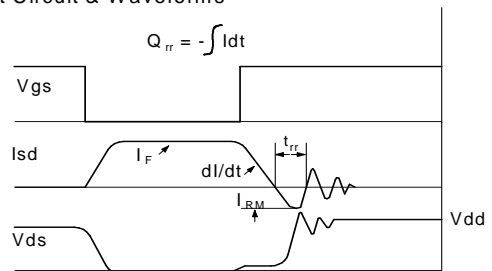 t Circuit & Waveforms
Q rr = - ∫ Idt
Vgs
Isd
I F
dI/dt
t rr
I RM
Vdd
Vds